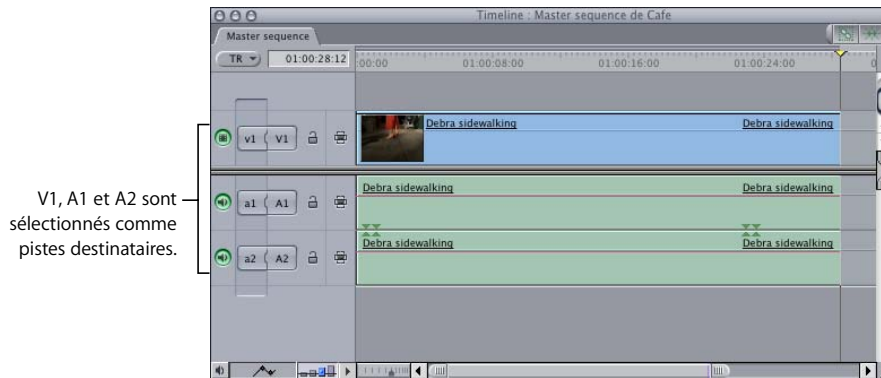 Timeline : Master sequence de Cafe
Master sequence
TR 01:00:28:12 :00:00 01:00:08:00 01:00:16:00 01:00:24:00 0
v1 V1 Debra sidewalking Debra sidewalking
a1 A1 Debra sidewalking Debra sidewalking
a2 A2 Debra sidewalking Debra sidewalking
V1, A1 et A2 sont
sélectionnés comme
pistes destinataires.